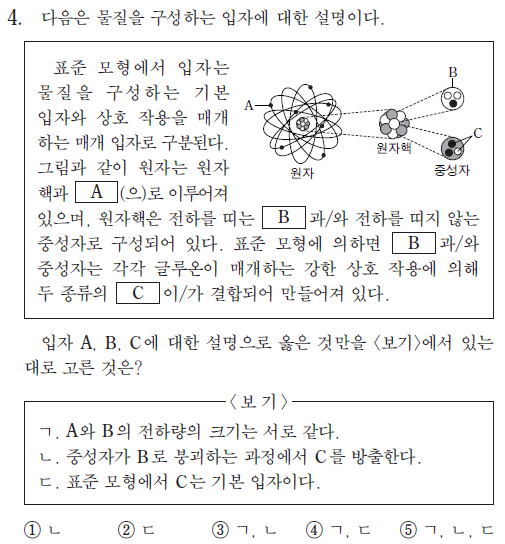 4. 다음은 물질을 구성하는 입자에 대한 설명이다.
표준 모형에서 입자는
물질을 구성하는 기본
입자와 상호 작용을 매개
하는 매개 입자로 구분된다.
그림과 같이 원자는 원자
핵과 A (으)로 이루어져
A
원자
원자핵
B
C
중성자
있으며, 원자핵은 전하를 띠는 B 과/와 전하를 띠지 않는
중성자로 구성되어 있다. 표준 모형에 의하면 B 과/와
중성자는 각각 글루온이 매개하는 강한 상호 작용에 의해
두 종류의 C 이/가 결합되어 만들어져 있다.
입자 A, B, C에 대한 설명으로 옳은 것만을 <보기>에서 있는
대로 고른 것은?
<보 기>
ㄱ. A와 B의 전하량의 크기는 서로 같다.
ㄴ. 중성자가 B로 붕괴하는 과정에서 C를 방출한다.
ㄷ. 표준 모형에서 C는 기본 입자이다.
① ㄴ ② ㄷ ③ ㄱ, ㄴ ④ ㄱ, ㄷ ⑤ ㄱ, ㄴ, ㄷ